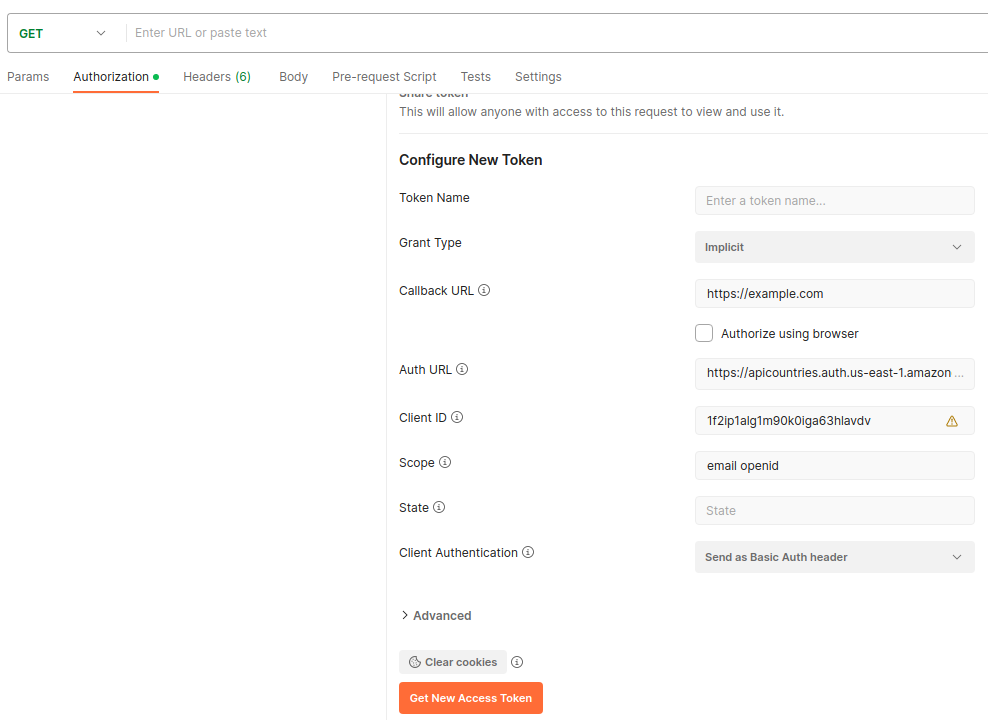 GET Enter URL or paste text
Params Authorization Headers (6) Body Pre-request Script Tests Settings
Share token
This will allow anyone with access to this request to view and use it.
Configure New Token
Token Name Enter a token name...
Grant Type Implicit
Callback URL https://example.com
Authorize using browser
Auth URL https://apicountries.auth.us-east-1.amazon ...
Client ID 1f2ip1alg1m90k0iga63hlavdv
Scope email openid
State State
Client Authentication Send as Basic Auth header
Advanced
Clear cookies
Get New Access Token